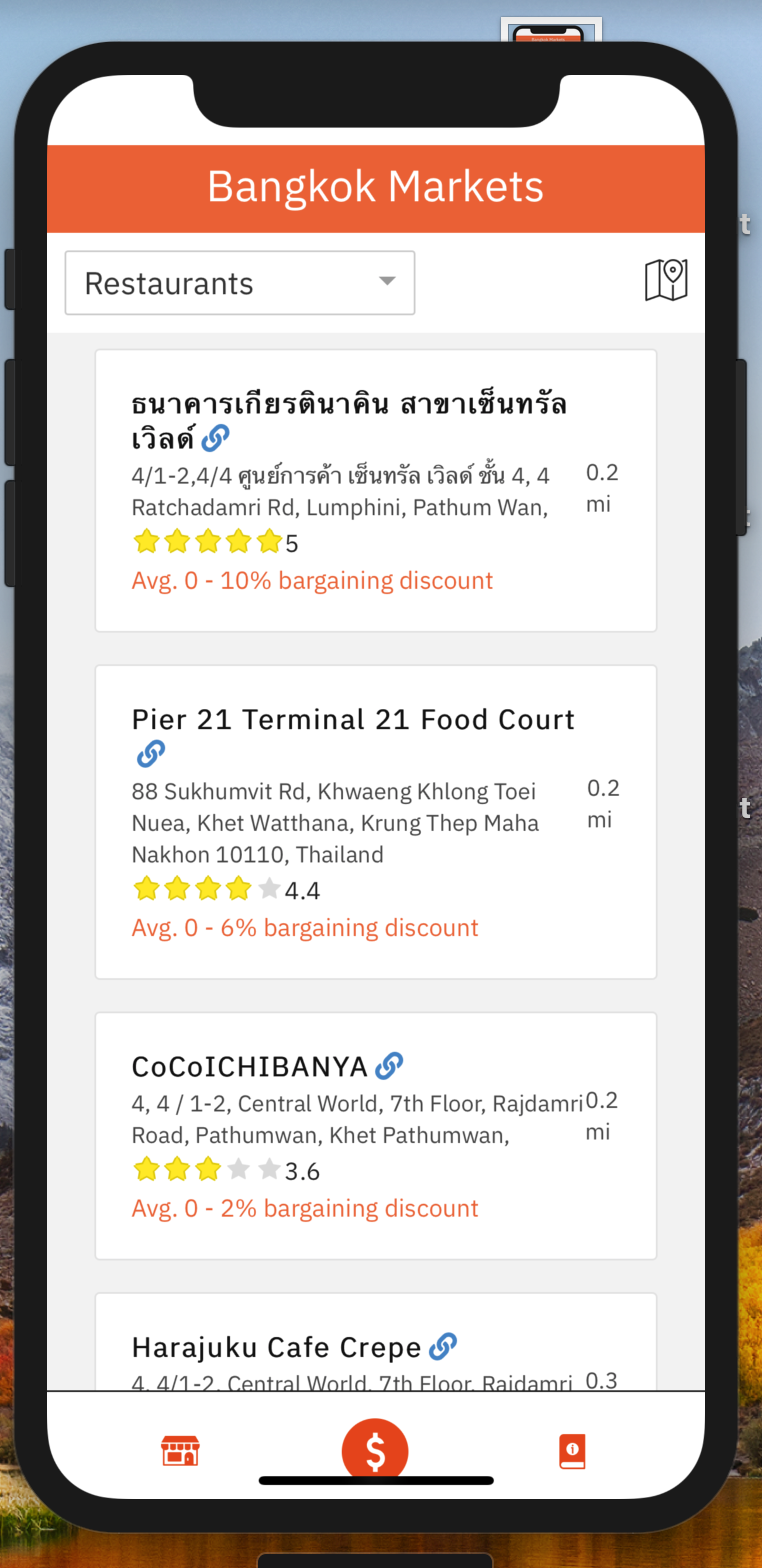 Bangkok Markets
Restaurants
ธนาคารเกียรตินาคิน สาขาเซ็นทรัล
เวิลด์
4/1-2,4/4 ศูนย์การค้า เซ็นทรัล เวิลด์ ชั้น 4, 4
Ratchadamri Rd, Lumphini, Pathum Wan,
0.2
mi
5
Avg. 0 - 10% bargaining discount
Pier 21 Terminal 21 Food Court
88 Sukhumvit Rd, Khwaeng Khlong Toei
Nuea, Khet Watthana, Krung Thep Maha
Nakhon 10110, Thailand
0.2
mi
4.4
Avg. 0 - 6% bargaining discount
CoCoICHIBANYA
4, 4 / 1-2, Central World, 7th Floor, Rajdamri
Road, Pathumwan, Khet Pathumwan,
0.2
mi
3.6
Avg. 0 - 2% bargaining discount
Harajuku Cafe Crepe
4, 4/1-2, Central World, 7th Floor, Rajdamri
0.3
$
t
t